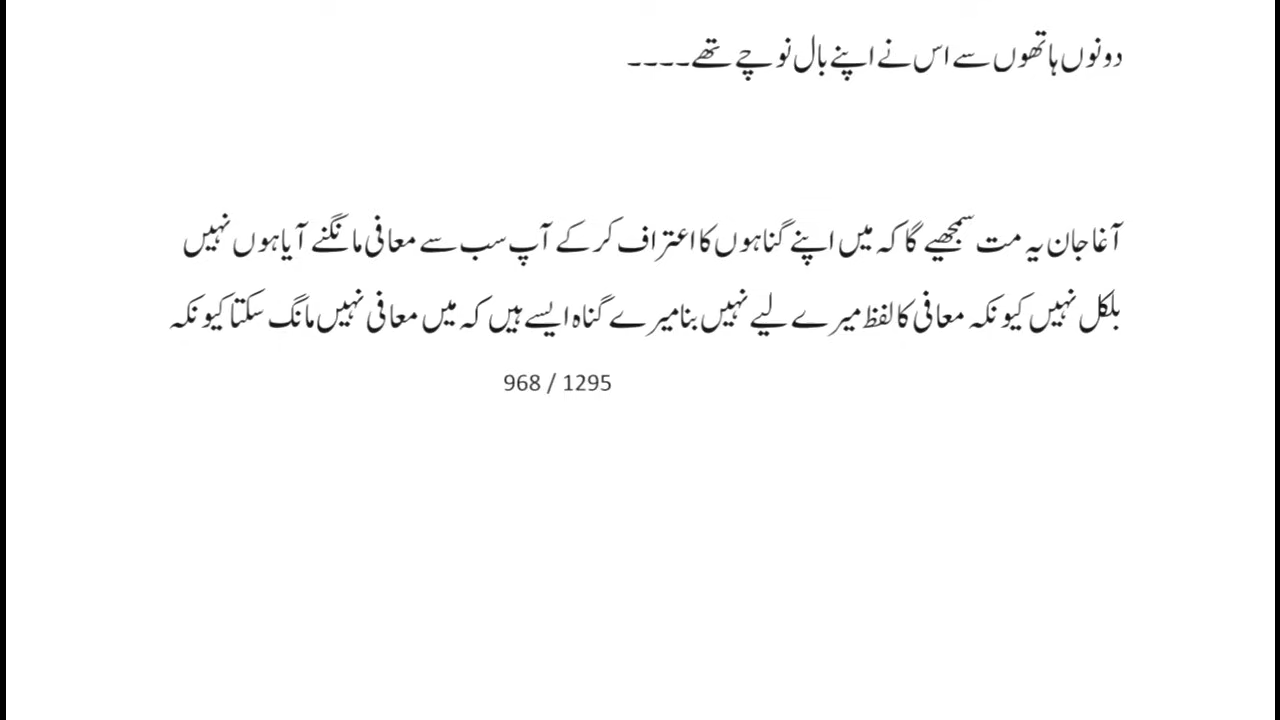 دونوں ہاتھوں سے اس نے اپنے بال نوچے تھے۔۔۔۔
آغا جان یہ مت سمجھیے گا کہ میں اپنے گناہوں کا اعتراف کر کے آپ سب سے معافی مانگنے آیا ہوں نہیں
بلکل نہیں کیونکہ معافی کا لفظ میرے لیے نہیں بنا میرے گناہ ایسے ہیں کہ میں معافی نہیں مانگ سکتا کیونکہ
968 / 1295